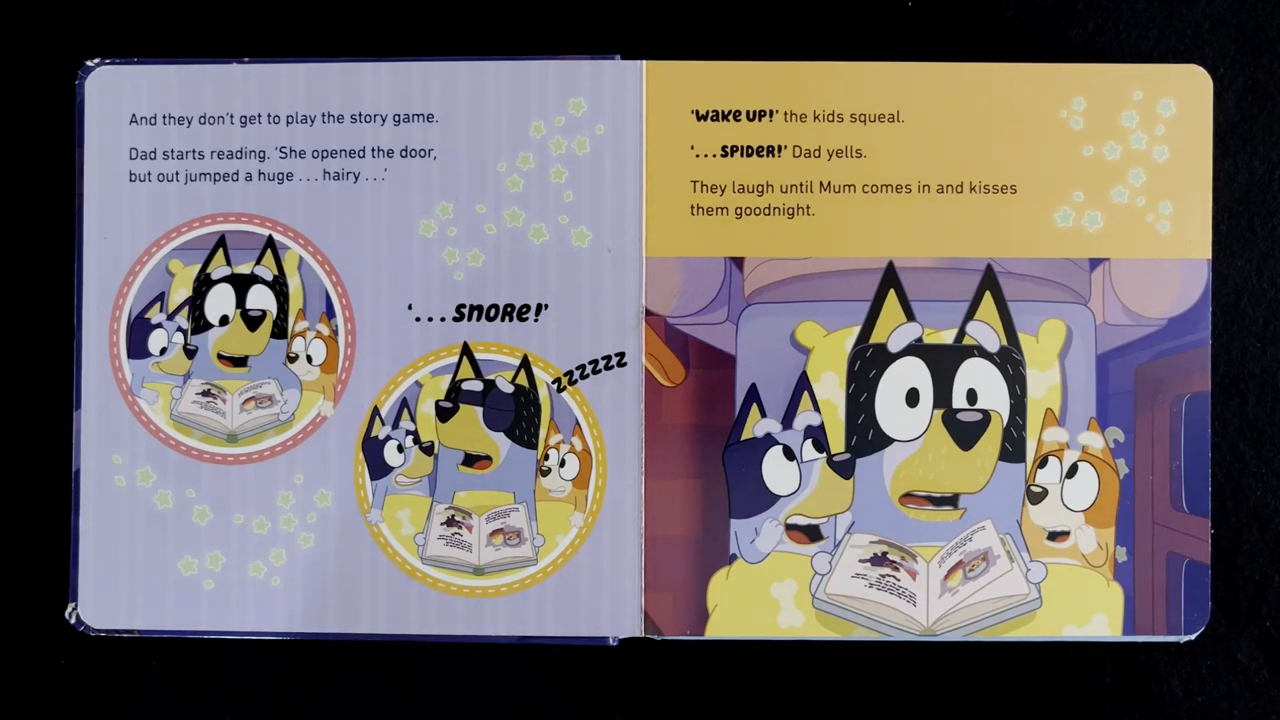 And they don't get to play the story game.
Dad starts reading. 'She opened the door,
but out jumped a huge . . . hairy . . .'
'. . . SNORE!'
ZZZZZZ
'WAKE UP!' the kids squeal.
'. . . SPIDER!' Dad yells.
They laugh until Mum comes in and kisses
them goodnight.